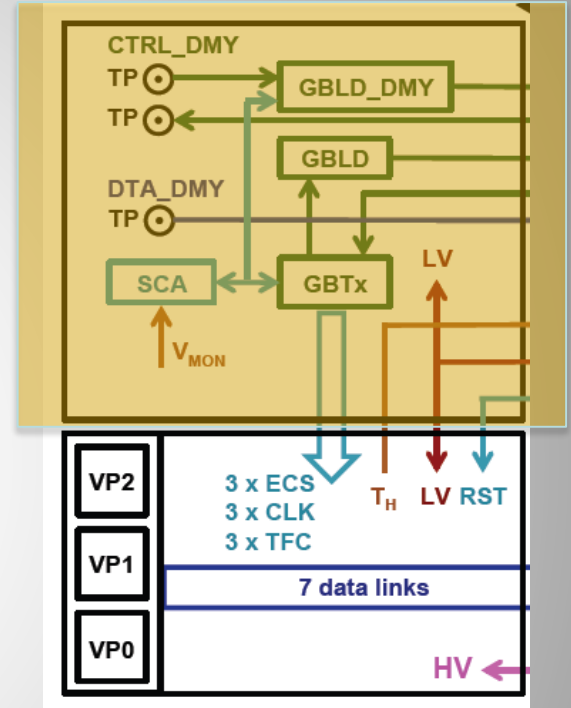 CTRL_DMY
TP
GBLD_DMY
TP
GBLD
DTA_DMY
TP
LV
SCA
GBTx
VMON
VP2
3 x ECS
3 x CLK
3 x TFC
TH
LV
RST
VP1
7 data links
VP0
HV